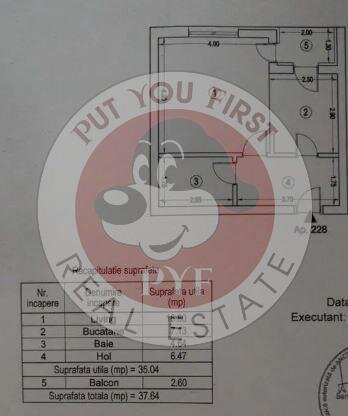 2.00
1.30
5
4.00
2.50
2
2.90
PUT YOU FIRST
3
4
1.75
2.55
3.70
Ap. 228
REAL ESTATE
PYF
Recapitulatie suprafete
Nr. incapere
Denumire incapere
Suprafata utila (mp)
1 Living
2 Bucatarie 7.13
3 Baie
4 Hol 6.47
Suprafata utila (mp) = 35.04
5 Balcon 2.60
Suprafata totala (mp) = 37.64
Data
Executant: